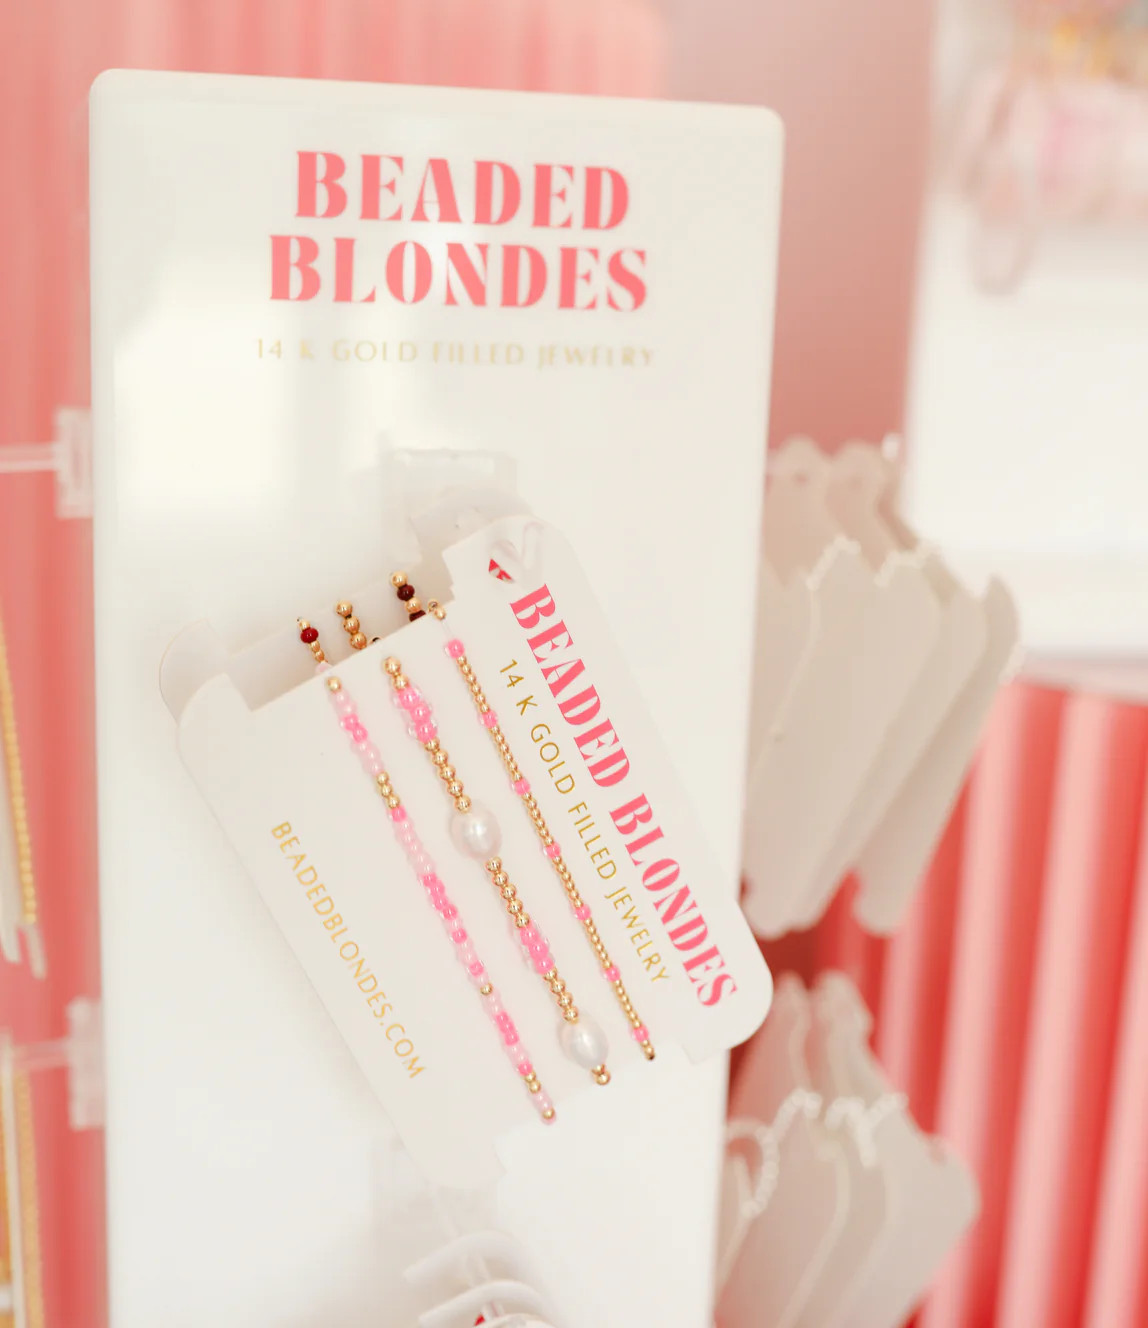 BEADED
BLONDES
14 K GOLD FILLED JEWELRY
BEADED BLONDES
14 K GOLD FILLED JEWELRY
BEADEDBLONDES.COM